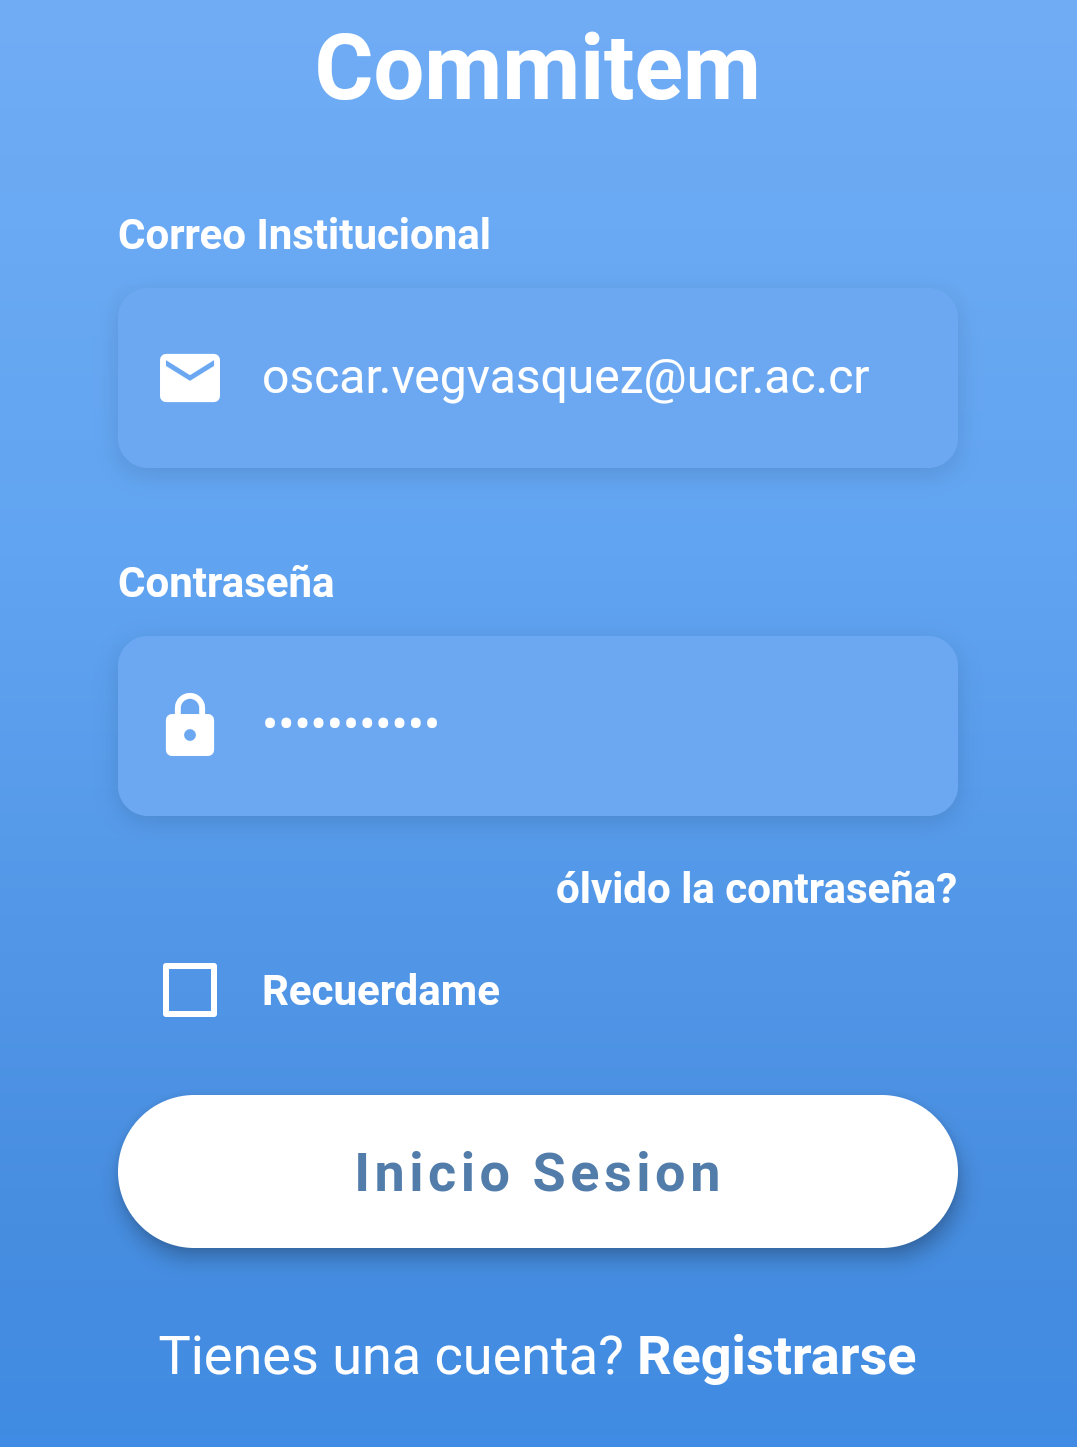 Commitem
Correo Institucional
oscar.vegvasquez@ucr.ac.cr
Contraseña
•••••••••••
ólvido la contraseña?
Recuerdame
Inicio Sesion
Tienes una cuenta? Registrarse